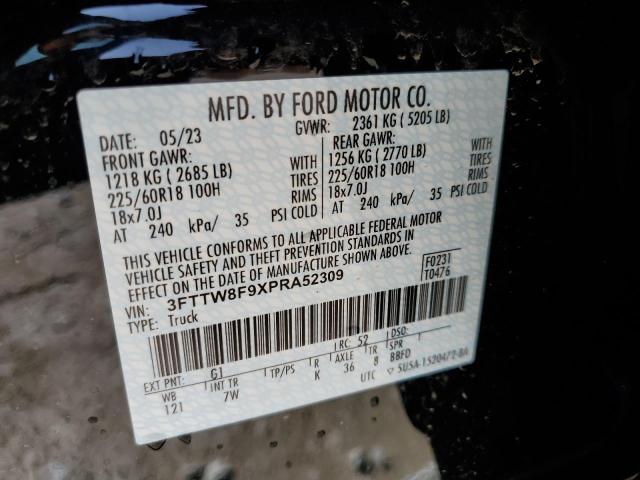 MFD. BY FORD MOTOR CO.
DATE: 05/23 GVWR: 2361 KG ( 5205 LB)
FRONT GAWR: REAR GAWR:
1218 KG ( 2685 LB) WITH 1256 KG ( 2770 LB) WITH
225/60R18 100H TIRES 225/60R18 100H TIRES
18x7.0J RIMS 18x7.0J RIMS
AT 240 kPa/ 35 PSI COLD AT 240 kPa/ 35 PSI COLD
THIS VEHICLE CONFORMS TO ALL APPLICABLE FEDERAL MOTOR
VEHICLE SAFETY AND THEFT PREVENTION STANDARDS IN
EFFECT ON THE DATE OF MANUFACTURE SHOWN ABOVE.
VIN: 3FTTW8F9XPRA52309 F0231
TYPE: Truck T0476
EXT PNT: G1 RC: 52 DSO:
WB INT TR TP/PS R AXLE TR SPR
121 7W K 36 8 BBFD
UTC 5U5A-1520472-BA